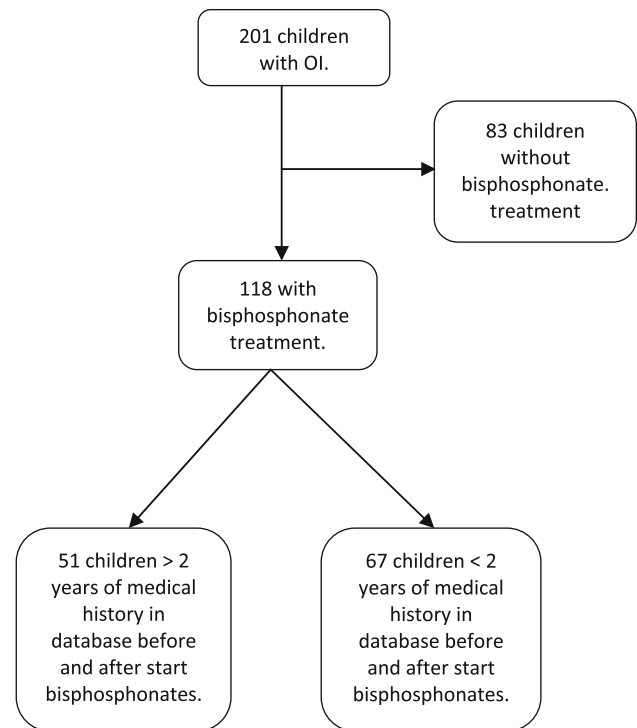 201 children
with OI.
83 children
without
bisphosphonate.
treatment
118 with
bisphosphonate
treatment.
51 children > 2
years of medical
history in
database before
and after start
bisphosphonates.
67 children < 2
years of medical
history in
database before
and after start
bisphosphonates.